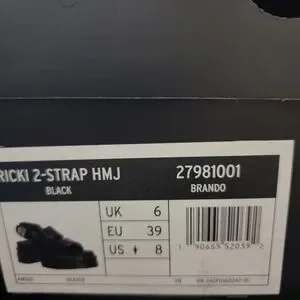 RICKI 2-STRAP HMJ 27981001
BLACK BRANDO
UK 6
EU 39
US 8